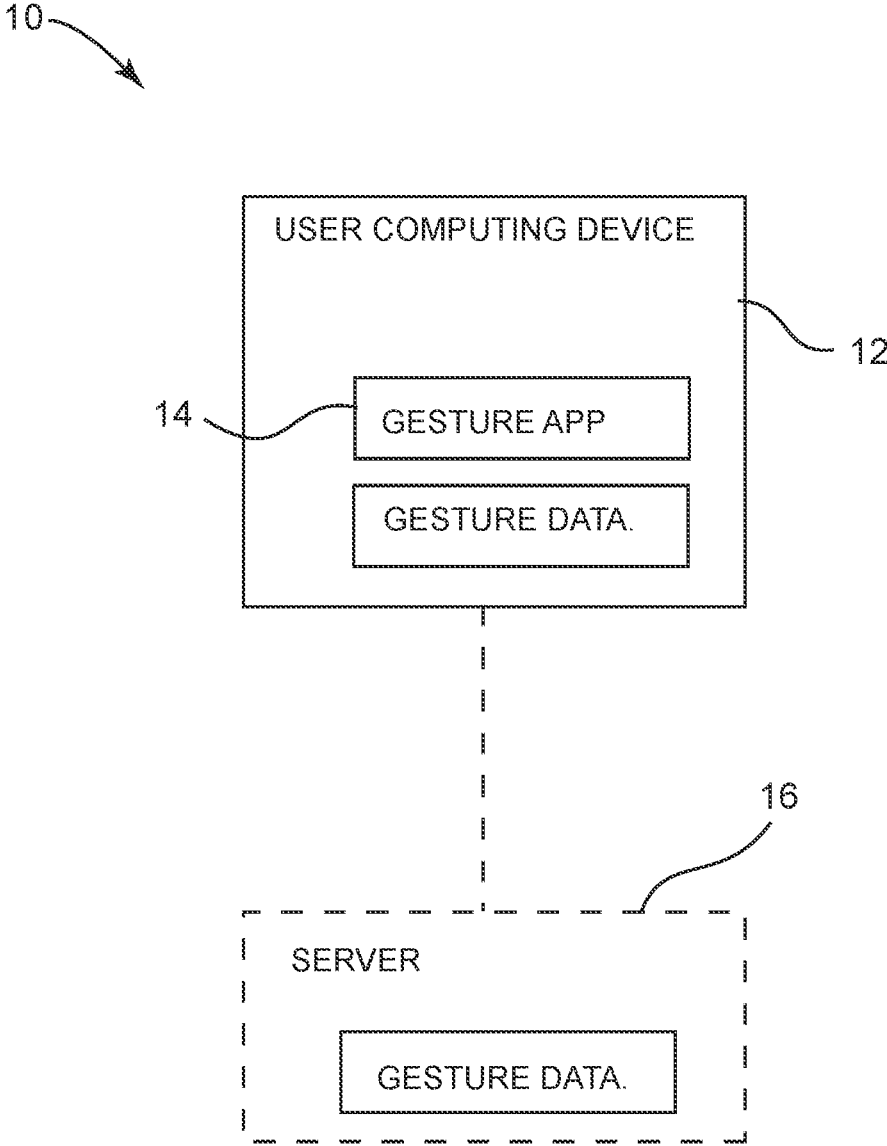 10
USER COMPUTING DEVICE
12
14
GESTURE APP
GESTURE DATA.
16
SERVER
GESTURE DATA.